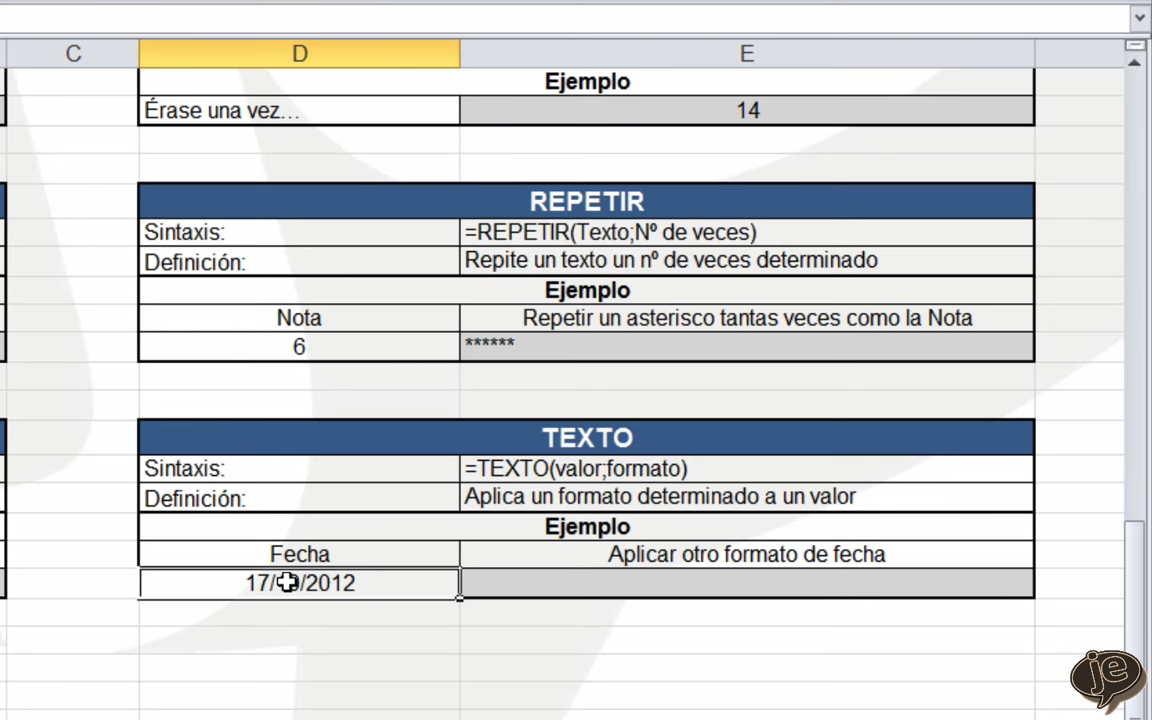 C D E
Ejemplo
Érase una vez... 14
REPETIR
Sintaxis: =REPETIR(Texto;Nº de veces)
Definición: Repite un texto un nº de veces determinado
Ejemplo
Nota Repetir un asterisco tantas veces como la Nota
6 ******
TEXTO
Sintaxis: =TEXTO(valor;formato)
Definición: Aplica un formato determinado a un valor
Ejemplo
Fecha Aplicar otro formato de fecha
17/ /2012
je